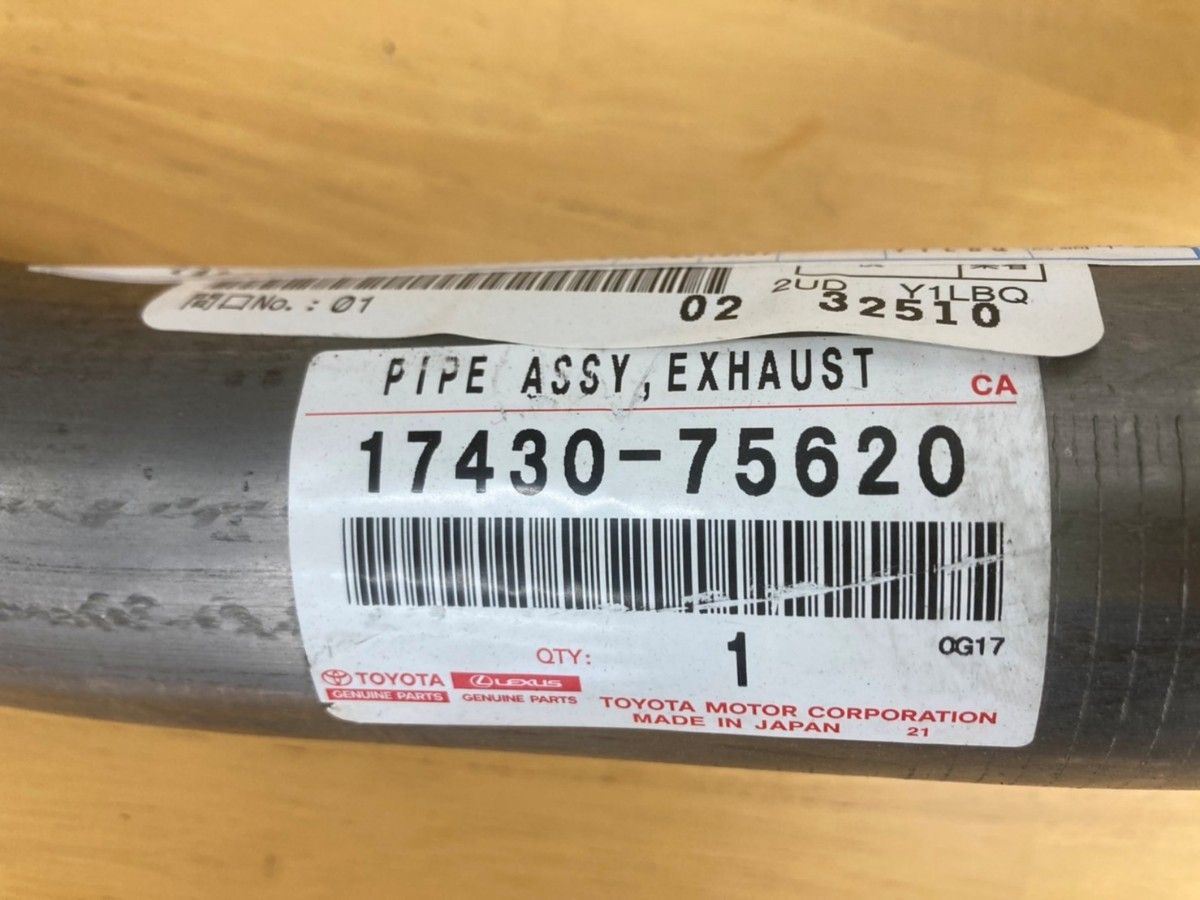 間口No.: 01
02
2UD Y1LBQ
32510
PIPE ASSY,EXHAUST
CA
17430-75620
QTY: 1
0G17
TOYOTA
GENUINE PARTS
LEXUS
GENUINE PARTS
TOYOTA MOTOR CORPORATION
MADE IN JAPAN 21